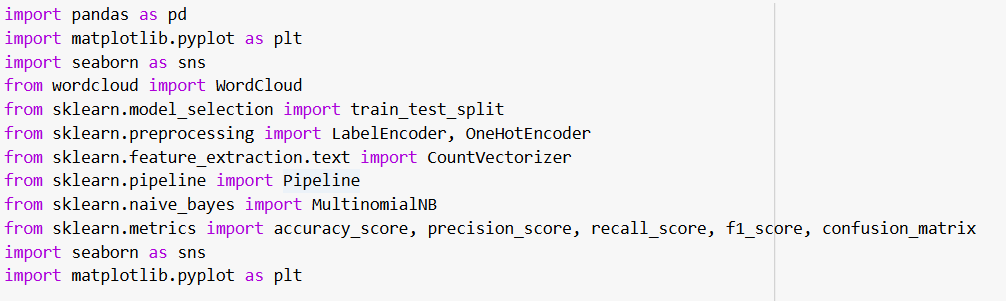 import pandas as pd
import matplotlib.pyplot as plt
import seaborn as sns
from wordcloud import WordCloud
from sklearn.model_selection import train_test_split
from sklearn.preprocessing import LabelEncoder, OneHotEncoder
from sklearn.feature_extraction.text import CountVectorizer
from sklearn.pipeline import Pipeline
from sklearn.naive_bayes import MultinomialNB
from sklearn.metrics import accuracy_score, precision_score, recall_score, f1_score, confusion_matrix
import seaborn as sns
import matplotlib.pyplot as plt